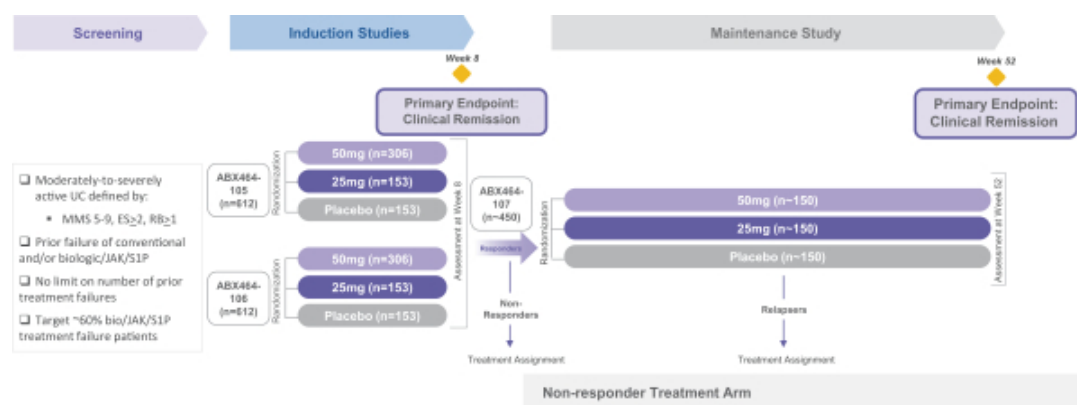 Screening
Induction Studies
Maintenance Study
Week 8
Week 52
Primary Endpoint:
Clinical Remission
Primary Endpoint:
Clinical Remission
❑ Moderately-to-severely
active UC defined by:
▪ MMS 5-9, ES≥2, RB≥1
❑ Prior failure of conventional
and/or biologic/JAK/S1P
❑ No limit on number of prior
treatment failures
❑ Target ~60% bio/JAK/S1P
treatment failure patients
ABX464-
105
(n=612)
Randomization
50mg (n=306)
25mg (n=153)
Placebo (n=153)
ABX464-
106
(n=612)
Randomization
50mg (n=306)
25mg (n=153)
Placebo (n=153)
Assessment at Week 8
ABX464-
107
(n~450)
Responders
Randomization
50mg (n~150)
25mg (n~150)
Placebo (n~150)
Assessment at Week 52
Non-
Responders
Treatment Assignment
Relapsers
Treatment Assignment
Non-responder Treatment Arm